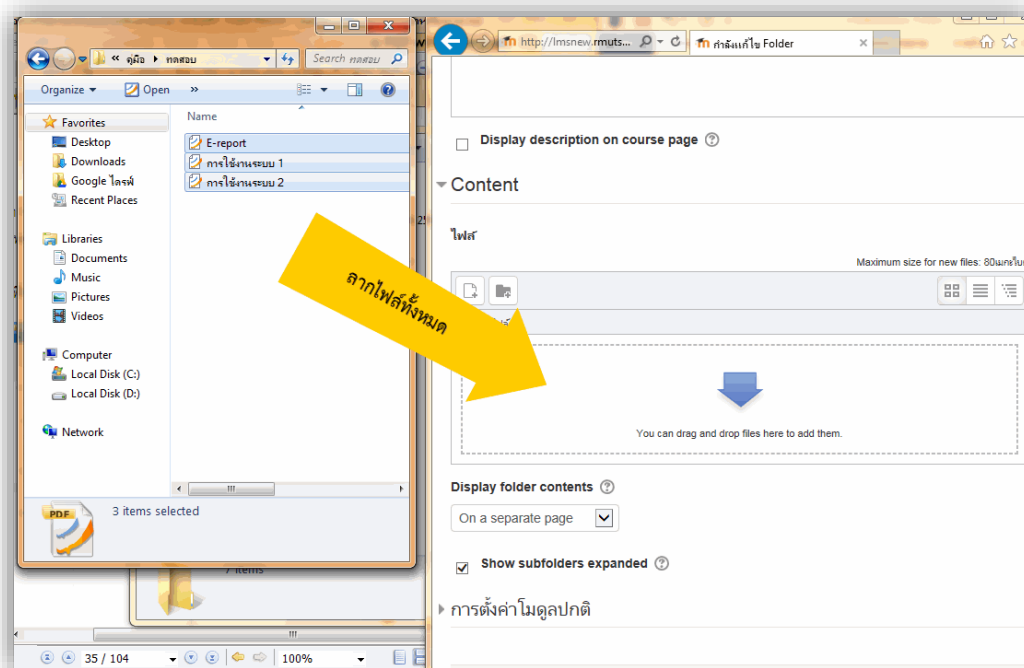 « คู่มือ ▸ ทดสอบ
Search ทดสอบ
Organize
Open
»
Favorites
Desktop
Downloads
Google ไดรฟ์
Recent Places
Libraries
Documents
Music
Pictures
Videos
Computer
Local Disk (C:)
Local Disk (D:)
Network
Name
E-report
การใช้งานระบบ 1
การใช้งานระบบ 2
PDF
3 items selected
7 items
35 / 104
100%
ลากไฟล์ทั้งหมด
http://lmsnew.rmuts...
กำลังแก้ไข Folder
Display description on course page
Content
ไฟล์
Maximum size for new files: 80เมกะไบ
You can drag and drop files here to add them.
Display folder contents
On a separate page
Show subfolders expanded
การตั้งค่าโมดูลปกติ